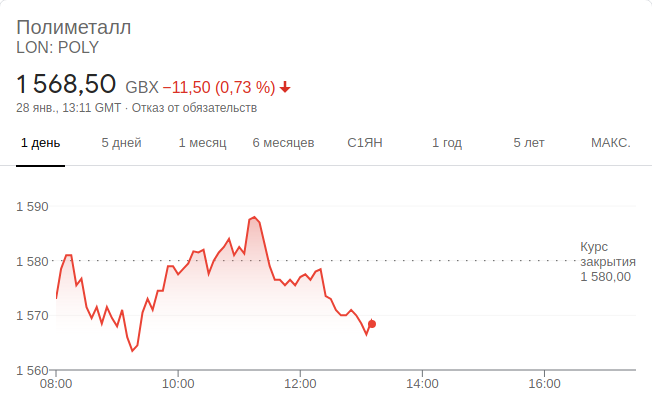 Полиметалл
LON: POLY
1 568,50 GBX −11,50 (0,73 %)
28 янв., 13:11 GMT · Отказ от обязательств
1 день 5 дней 1 месяц 6 месяцев С1ЯН 1 год 5 лет МАКС.
1 590
1 580
1 570
1 560
Курс
закрытия
1 580,00
08:00 10:00 12:00 14:00 16:00